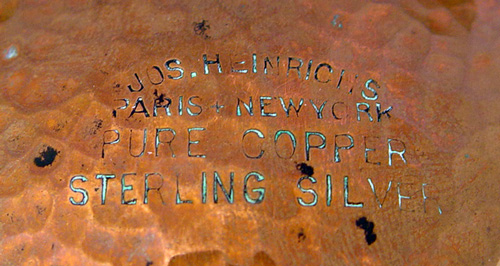 JOS. HEINRICHS
PARIS + NEW YORK
PURE COPPER
STERLING SILVER